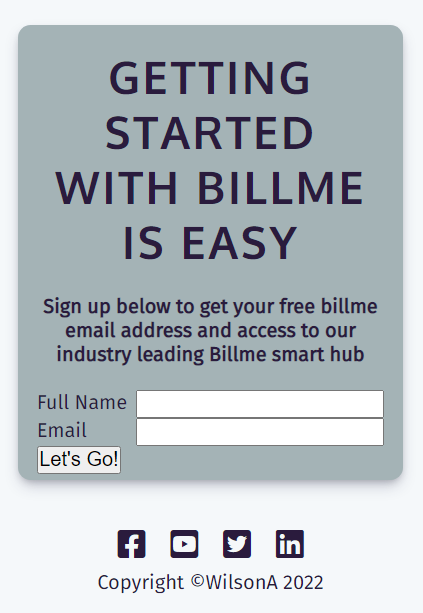 GETTING
STARTED
WITH BILLME
IS EASY
Sign up below to get your free billme
email address and access to our
industry leading Billme smart hub
Full Name
Email
Let's Go!
Copyright ©WilsonA 2022